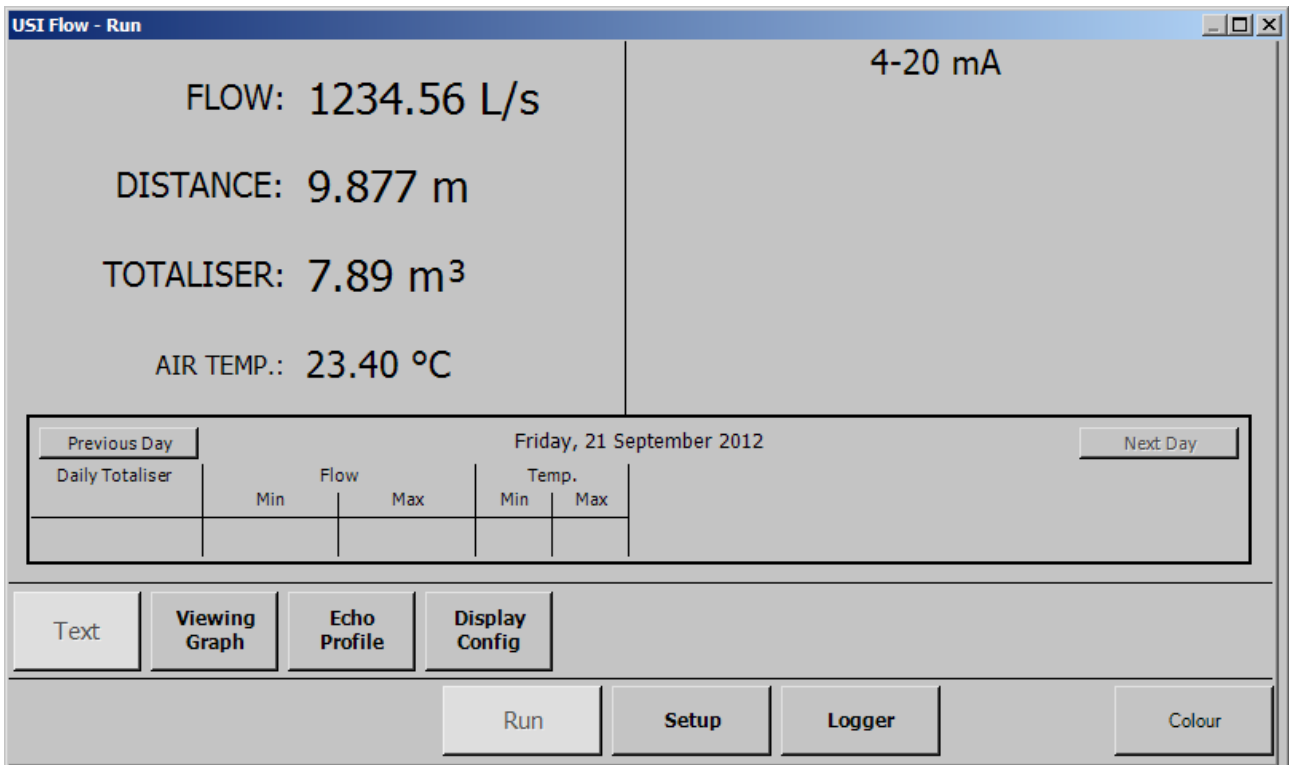 USI Flow - Run
4-20 mA
FLOW: 1234.56 L/s
DISTANCE: 9.877 m
TOTALISER: 7.89 m³
AIR TEMP.: 23.40 °C
Previous Day Friday, 21 September 2012 Next Day
Daily Totaliser Flow Temp.
Min Max Min Max
Text Viewing Graph Echo Profile Display Config
Run Setup Logger Colour